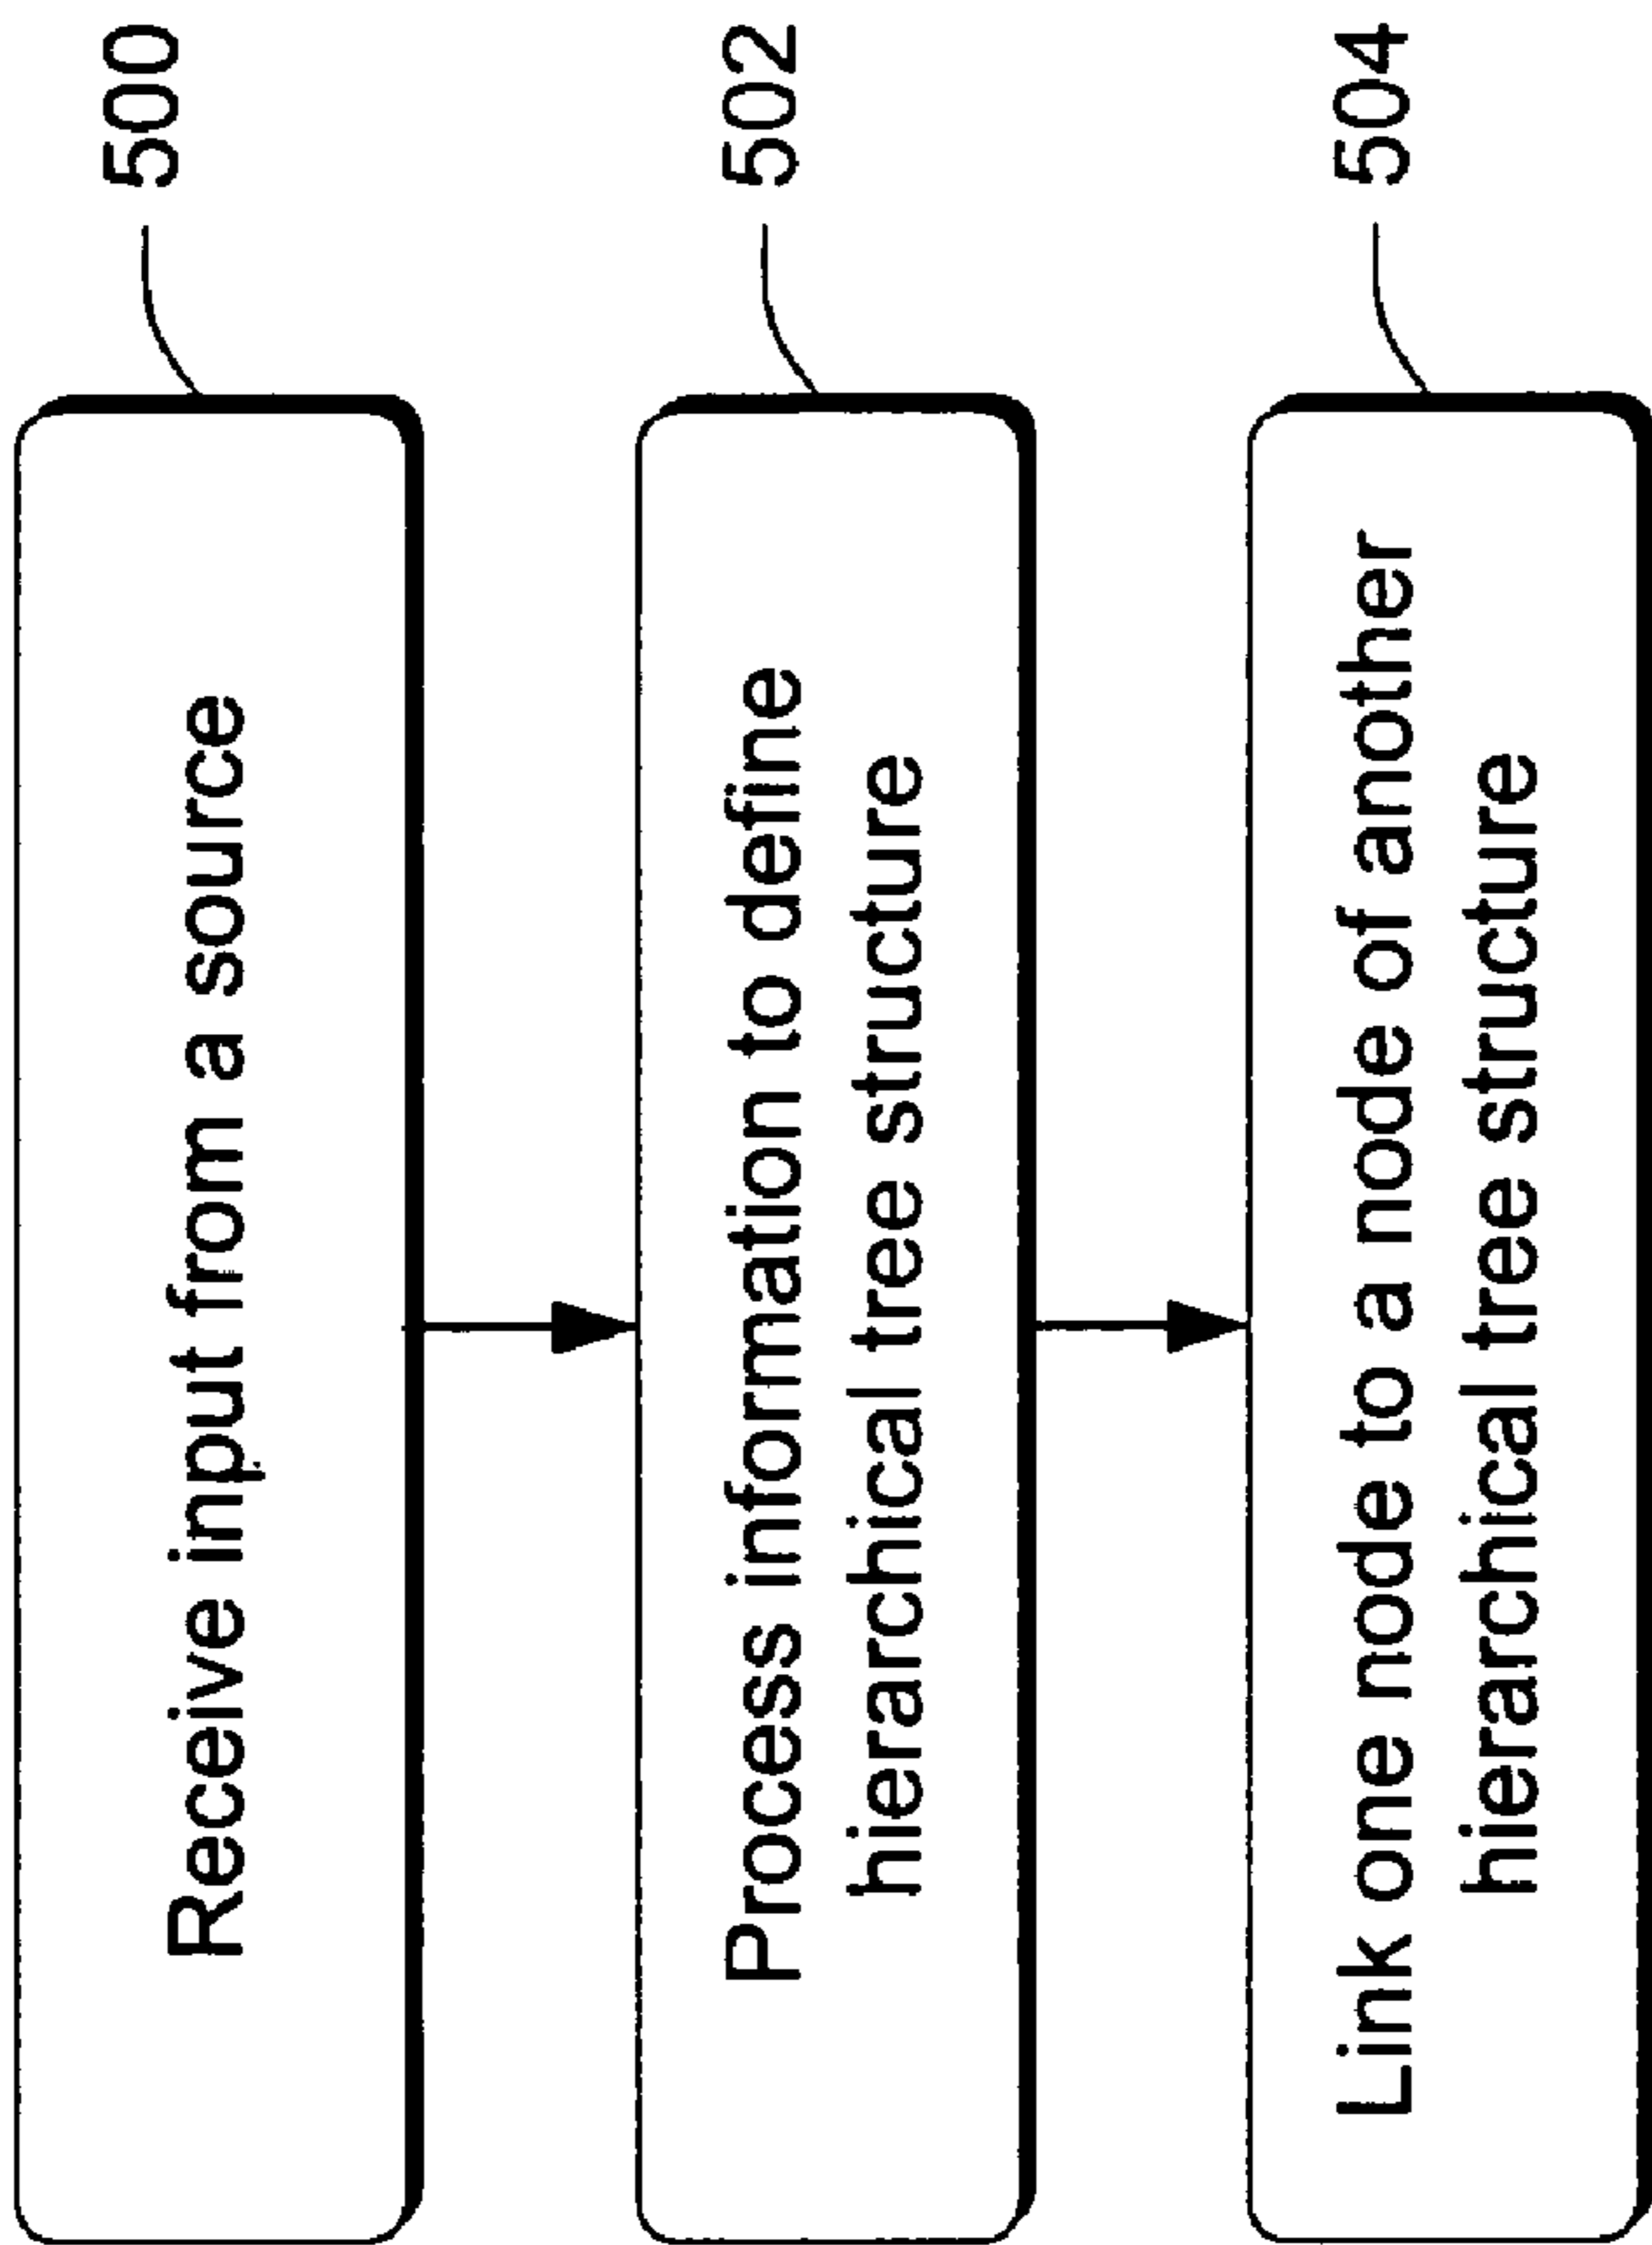 Receive input from a source
500
Process information to define
hierarchical tree structure
502
Link one node to a node of another
hierarchical tree structure
504